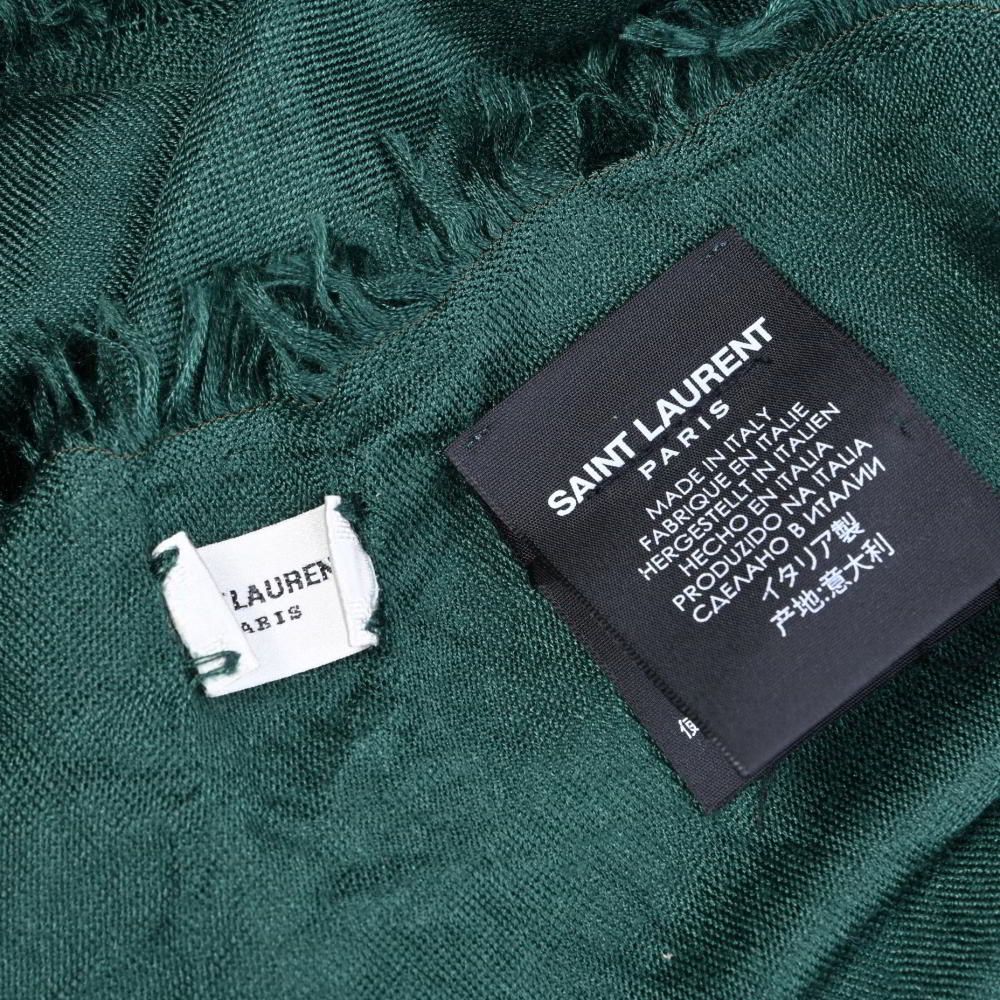 SAINT LAURENT
PARIS
MADE IN ITALY
FABRIQUE EN ITALIE
HERGESTELLT IN ITALIEN
HECHO EN ITALIA
PRODUZIDO NA ITALIA
СДЕЛАНО В ИТАЛИИ
イタリア製
产地:意大利
LAUREN
ARIS